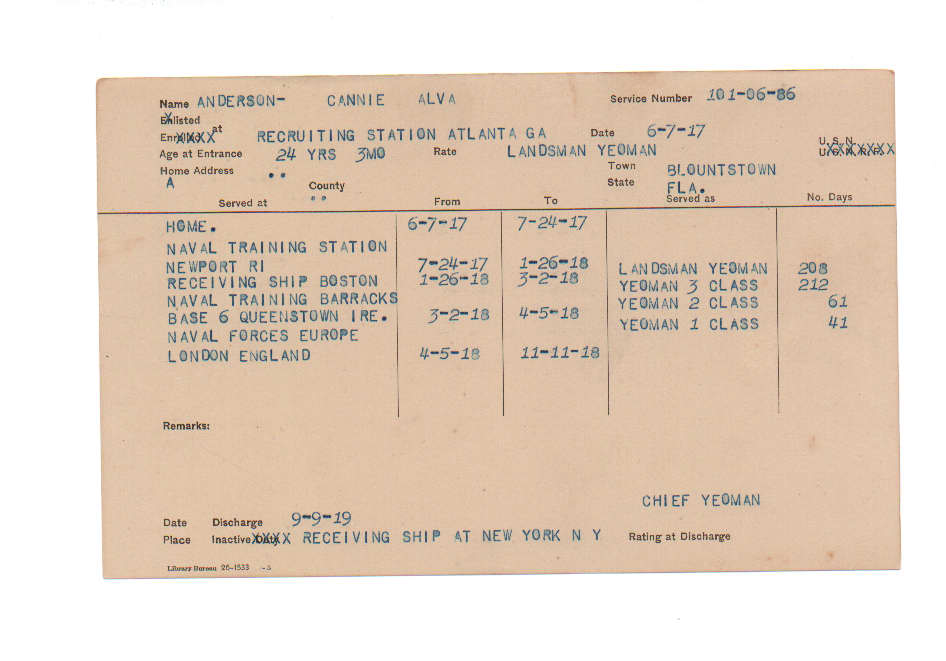 Name ANDERSON- CANNIE ALVA Service Number 101-06-86
Enlisted
Enrolled at RECRUITING STATION ATLANTA GA Date 6-7-17
U.S.N.
Age at Entrance 24 YRS 3MO Rate LANDSMAN YEOMAN U.S.N.R.F.
Home Address " Town BLOUNTSTOWN
A County " State FLA.
Served at From To Served as No. Days
HOME. 6-7-17 7-24-17
NAVAL TRAINING STATION
NEWPORT RI 7-24-17 1-26-18 LANDSMAN YEOMAN 208
RECEIVING SHIP BOSTON 1-26-18 3-2-18 YEOMAN 3 CLASS 212
NAVAL TRAINING BARRACKS YEOMAN 2 CLASS 61
BASE 6 QUEENSTOWN IRE. 3-2-18 4-5-18 YEOMAN 1 CLASS 41
NAVAL FORCES EUROPE
LONDON ENGLAND 4-5-18 11-11-18
Remarks:
CHIEF YEOMAN
Date Discharge 9-9-19
Place Inactive Duty RECEIVING SHIP AT NEW YORK N Y Rating at Discharge
Library Bureau 26-1533 -5